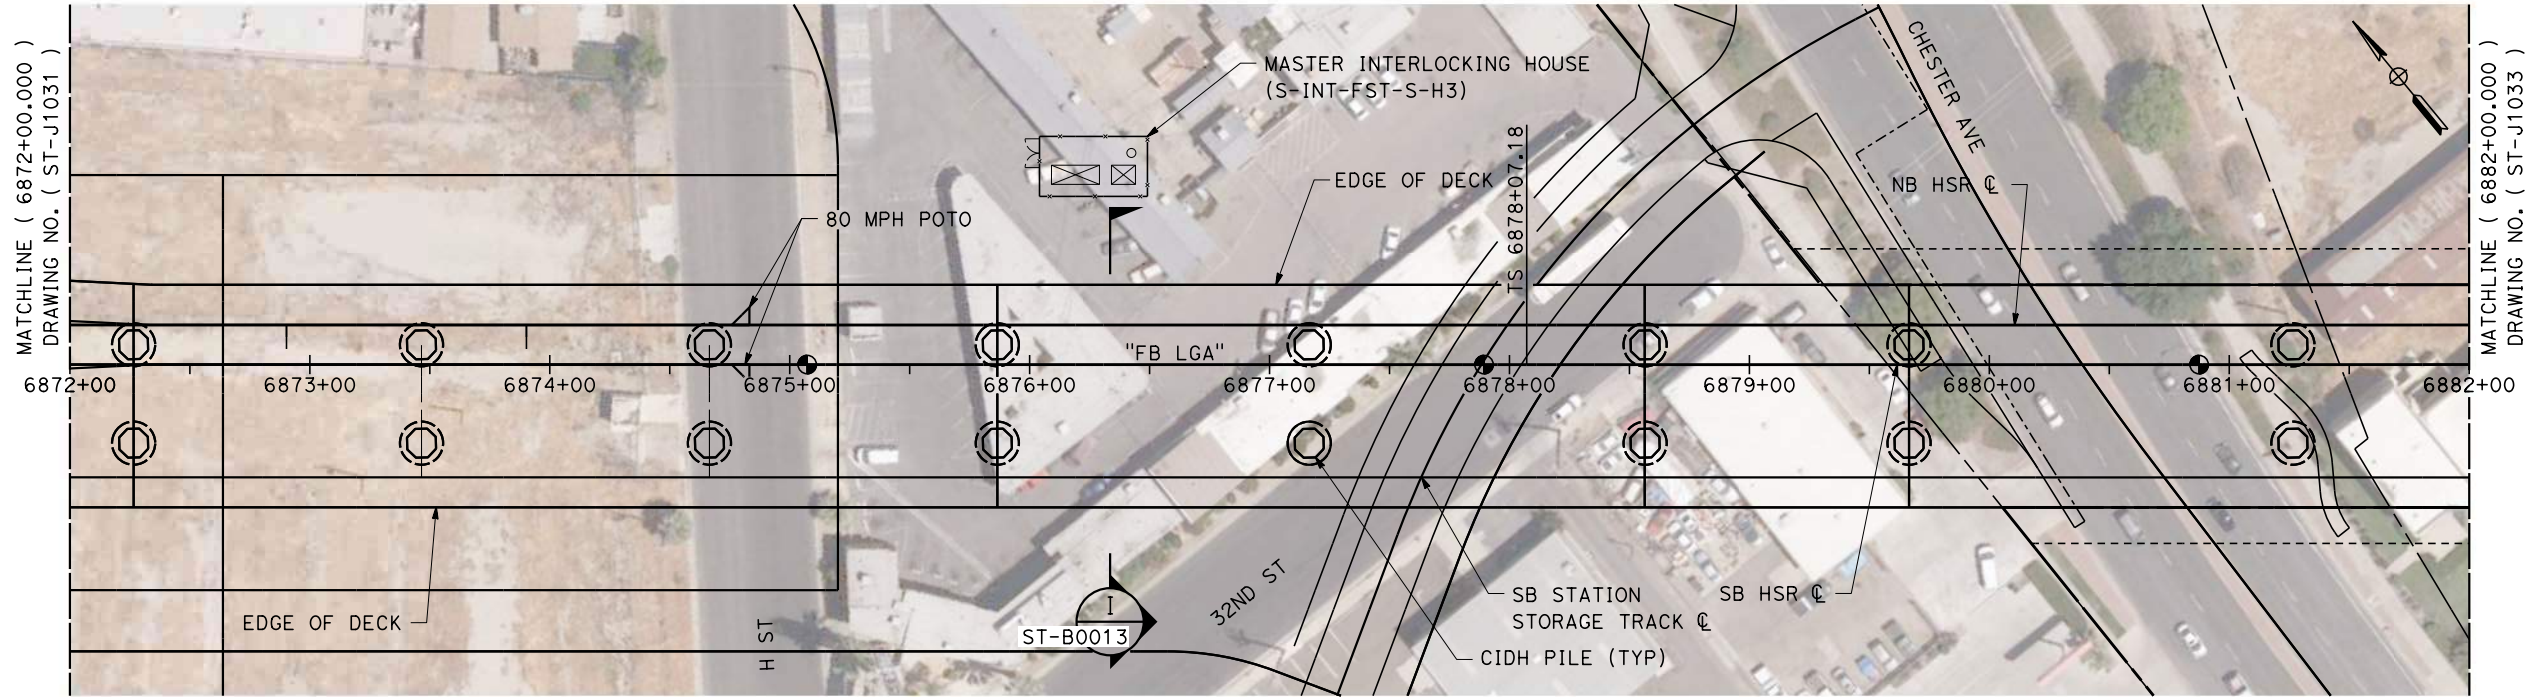 MATCHLINE ( 6872+00.000 )
DRAWING NO. ( ST-J1031 )
MASTER INTERLOCKING HOUSE
(S-INT-FST-S-H3)
CHESTER AVE
EDGE OF DECK
TS 6878+07.18
NB HSR ℄
80 MPH POTO
"FB LGA"
6872+00
6873+00
6874+00
6875+00
6876+00
6877+00
6878+00
6879+00
6880+00
6881+00
6882+00
EDGE OF DECK
H ST
I
ST-B0013
32ND ST
SB STATION
STORAGE TRACK ℄
SB HSR ℄
CIDH PILE (TYP)
MATCHLINE ( 6882+00.000 )
DRAWING NO. ( ST-J1033 )